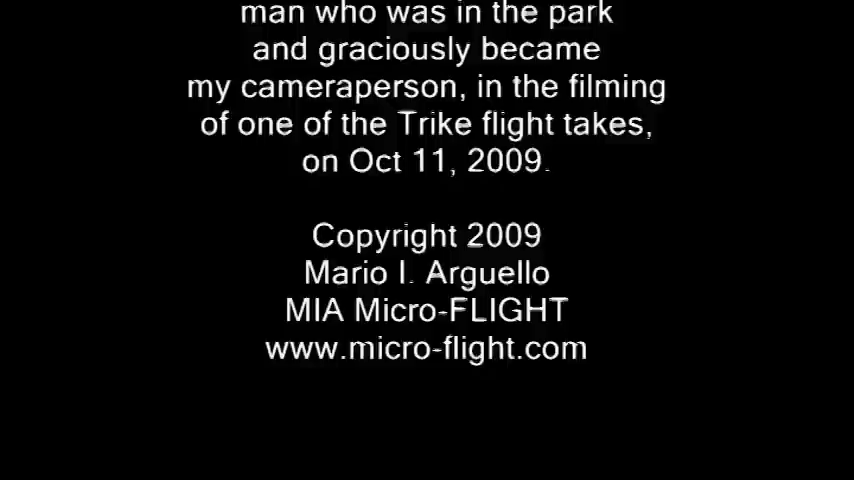 man who was in the park
and graciously became
my cameraperson, in the filming
of one of the Trike flight takes,
on Oct 11, 2009.
Copyright 2009
Mario I. Arguello
MIA Micro-FLIGHT
www.micro-flight.com